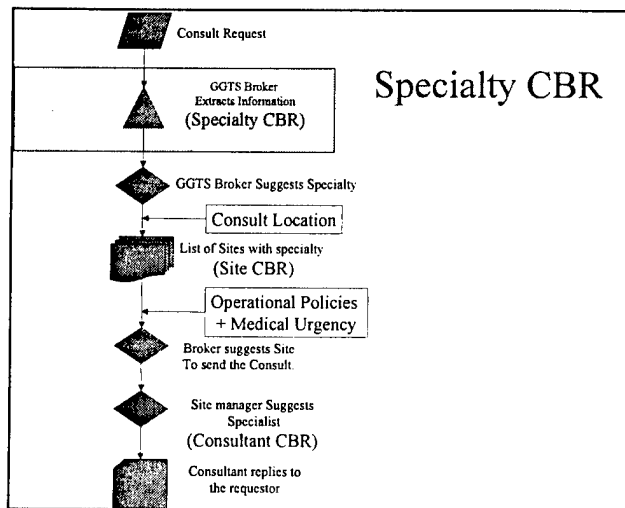 Consult Request
Specialty CBR
GGTS Broker
Extracts Information
(Specialty CBR)
GGTS Broker Suggests Specialty
Consult Location
List of Sites with specialty
(Site CBR)
Operational Policies
+ Medical Urgency
Broker suggests Site
To send the Consult.
Site manager Suggests
Specialist
(Consultant CBR)
Consultant replies to
the requestor